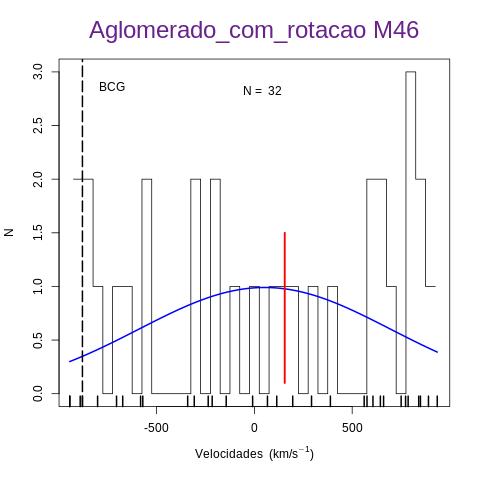 Aglomerado_com_rotacao M46
BCG
N = 32
3.0
2.5
2.0
1.5
1.0
0.5
0.0
N
-500 0 500
Velocidades (km/s⁻¹)